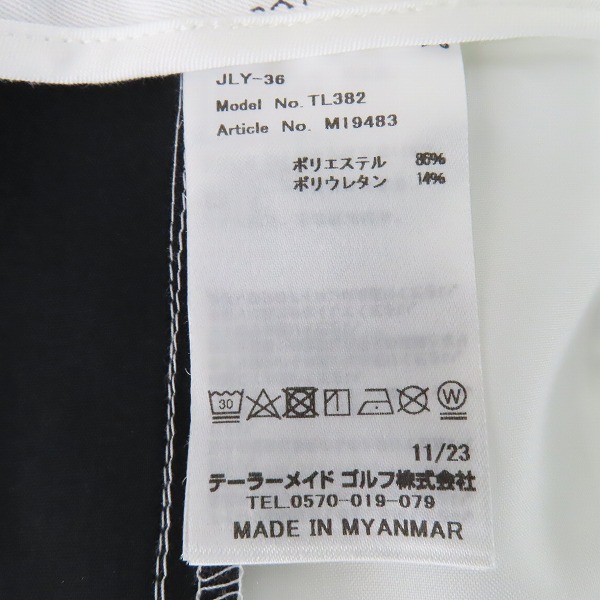 JLY-36
Model No. TL382
Article No. M19483
ポリエステル 86%
ポリウレタン 14%
30 W
11/23
テーラーメイド ゴルフ株式会社
TEL.0570-019-079
MADE IN MYANMAR